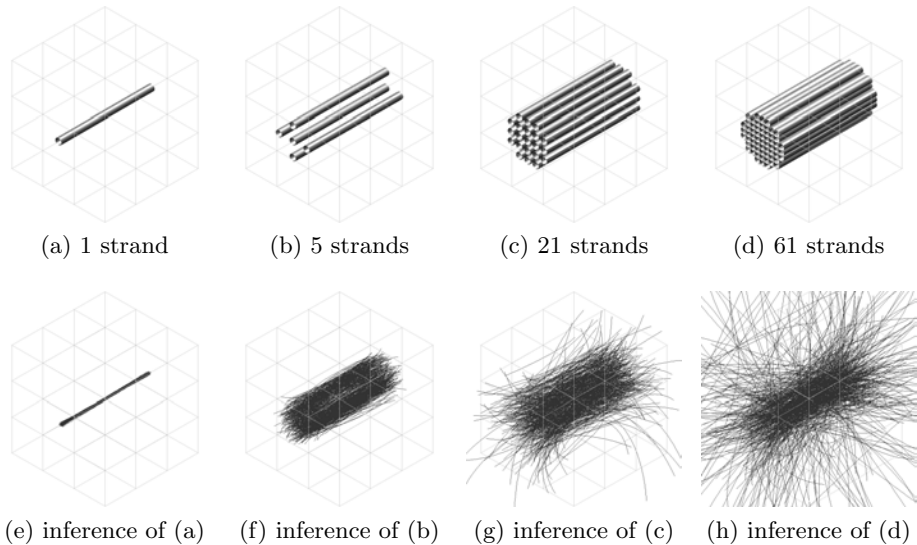 (a) 1 strand
(b) 5 strands
(c) 21 strands
(d) 61 strands
(e) inference of (a)
(f) inference of (b)
(g) inference of (c)
(h) inference of (d)